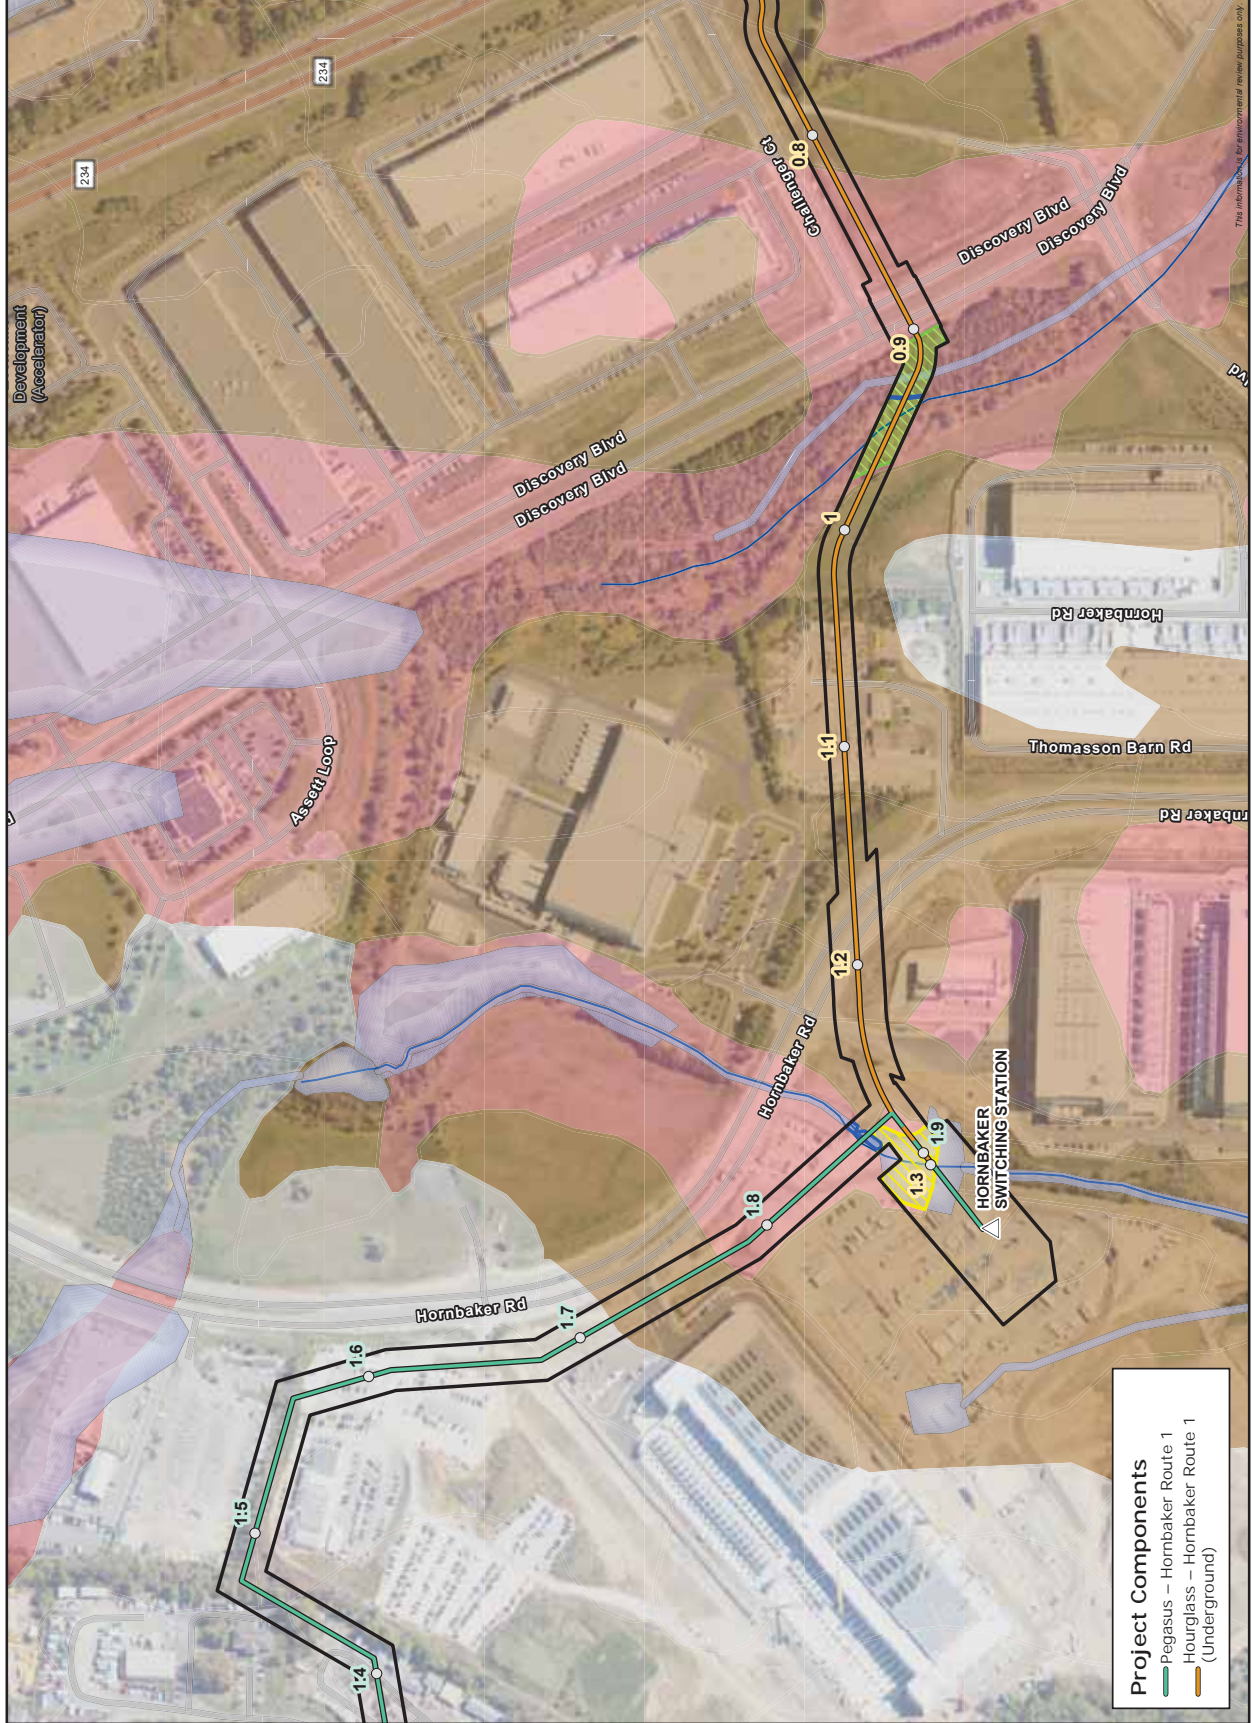 Development
(Accelerator)
234
234
Challenger Ct
0.8
Discovery Blvd
Discovery Blvd
0.9
Discovery Blvd
Discovery Blvd
1
Hornbaker Rd
Thomasson Barn Rd
1.1
Assett Loop
1.2
Hornbaker Rd
1.9
1.3
HORNBAKER
SWITCHING STATION
1.8
1.7
Hornbaker Rd
1.6
1.5
1.4
rnbaker Rd
lvd
This information is for environmental review purposes only.
Project Components
Pegasus – Hornbaker Route 1
Hourglass – Hornbaker Route 1
(Underground)